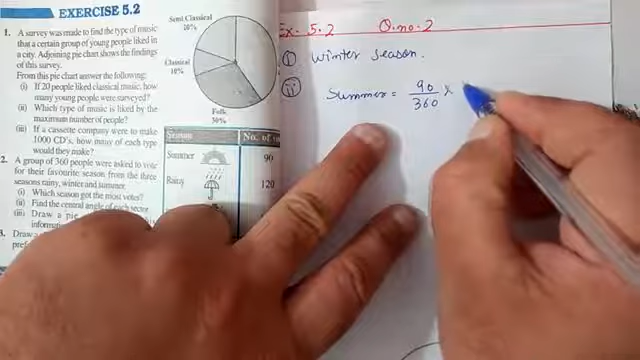 EXERCISE 5.2
1. A survey was made to find the type of music
that a certain group of young people liked in
a city. Adjoining pie chart shows the findings
of this survey.
From this pie chart answer the following:
(i) If 20 people liked classical music, how
many young people were surveyed?
(ii) Which type of music is liked by the
maximum number of people?
(iii) If a cassette company were to make
1000 CD's, how many of each type
would they make?
2. A group of 360 people were asked to vote
for their favourite season from the three
seasons rainy, winter and summer.
(i) Which season got the most votes?
(ii) Find the central angle of each sector
(iii) Draw a pie
informati
3. Draw a
pref
Semi Classical
20%
Classical
10%
Folk
30%
Season
No. of v
Summer
90
Rainy
120
Ex. 5.2 Q.no.2
(i) Winter season.
(ii) Summer = 90/360 ×